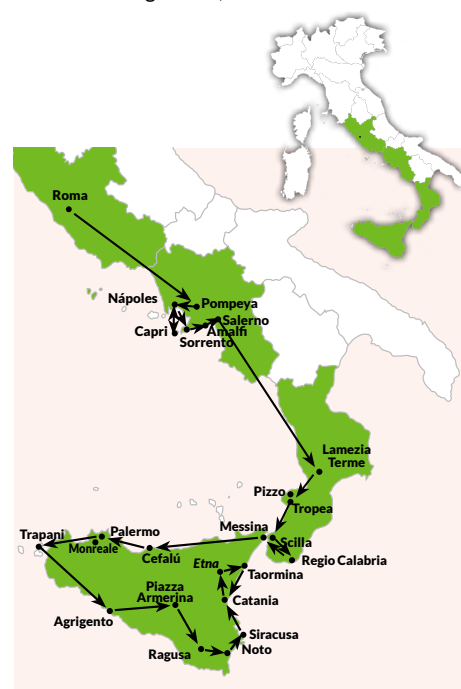 Roma
Nápoles
Pompeya
Salerno
Capri
Amalfi
Sorrento
Lamezia
Terme
Pizzo
Tropea
Messina
Scilla
Trapani
Palermo
Monreale
Cefalú
Regio Calabria
Etna
Taormina
Piazza
Armerina
Catania
Agrigento
Siracusa
Ragusa
Noto